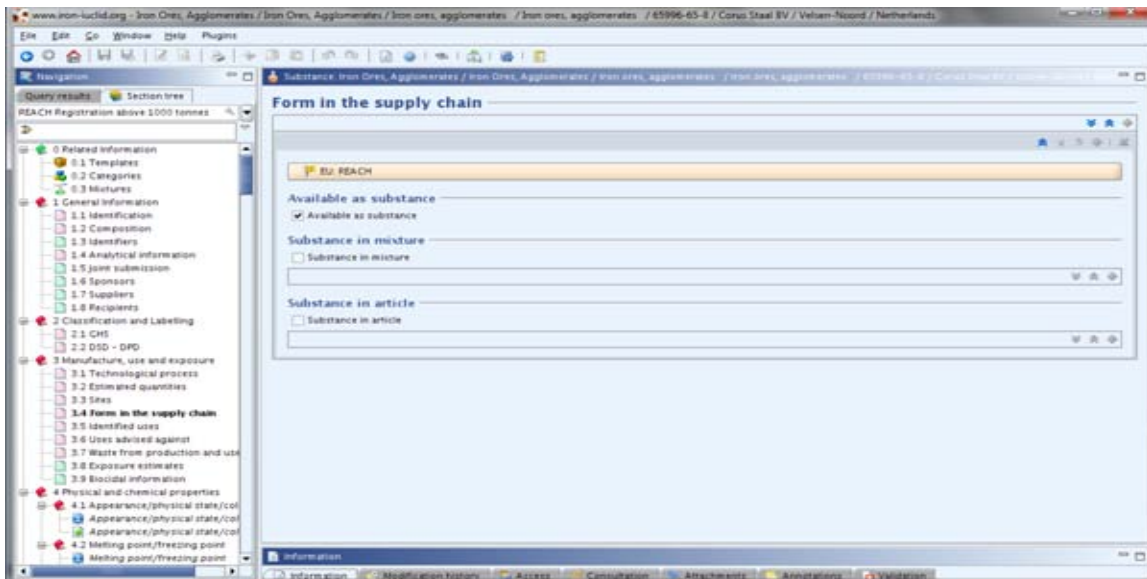 www.iron-iuclid.org - Iron Ores, Agglomerates / Iron Ores, Agglomerates / Iron ores, agglomerates / Iron ores, agglomerates / 65996-65-8 / Corus Staal BV / Velsen-Noord / Netherlands
File Edit Go Window Help Plugins
Navigation
Query results Section tree
REACH Registration above 1000 tonnes
0 Related Information
0.1 Templates
0.2 Categories
0.3 Mixtures
1 General Information
1.1 Identification
1.2 Composition
1.3 Identifiers
1.4 Analytical information
1.5 Joint submission
1.6 Sponsors
1.7 Suppliers
1.8 Recipients
2 Classification and Labelling
2.1 GHS
2.2 DSD - DPD
3 Manufacture, use and exposure
3.1 Technological process
3.2 Estimated quantities
3.3 Sites
3.4 Form in the supply chain
3.5 Identified uses
3.6 Uses advised against
3.7 Waste from production and use
3.8 Exposure estimates
3.9 Biocidal information
4 Physical and chemical properties
4.1 Appearance/physical state/col
Appearance/physical state/col
Appearance/physical state/col
4.2 Melting point/freezing point
Melting point/freezing point
Substance: Iron Ores, Agglomerates / Iron Ores, Agglomerates / Iron ores, agglomerates / Iron ores, agglomerates / 65996-65-8
Form in the supply chain
EU: REACH
Available as substance
Available as substance
Substance in mixture
Substance in mixture
Substance in article
Substance in article
Information
Information Modification history Access Consultation Attachments Annotations Validation